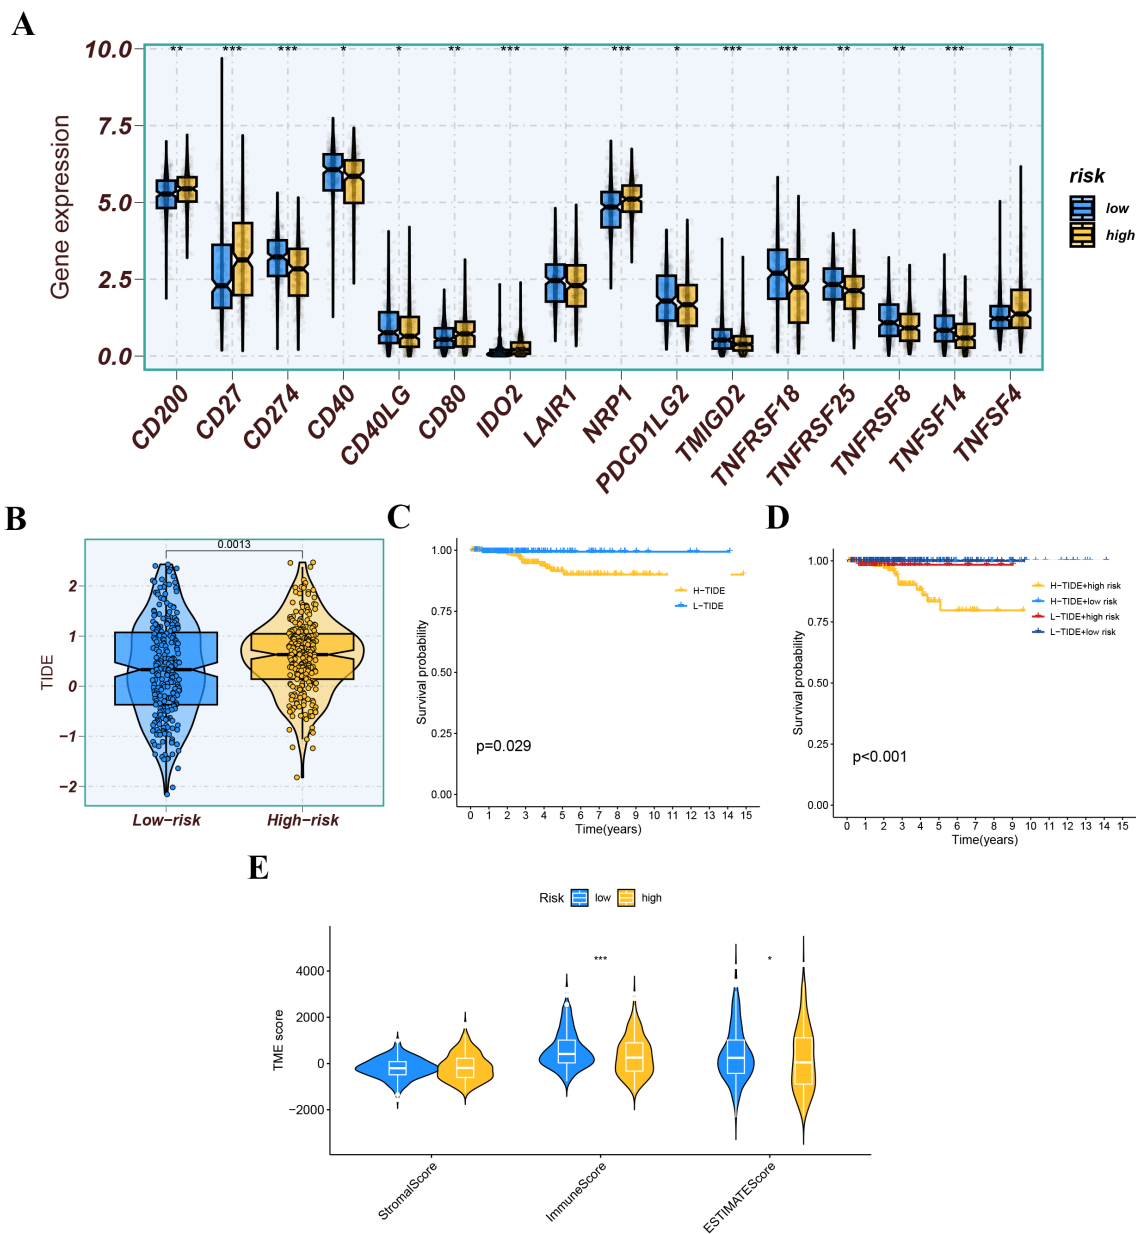 A
** *** *** * * ** *** * *** * *** *** ** ** *** *
10.0
7.5
5.0
2.5
0.0
Gene expression
risk
low
high
CD200 CD27 CD274 CD40 CD40LG CD80 IDO2 LAIR1 NRP1 PDCD1LG2 TMIGD2 TNFRSF18 TNFRSF25 TNFRSF8 TNFSF14 TNFSF4
B
0.0013
2
1
0
−1
−2
TIDE
Low−risk High−risk
C
1.00
0.75
0.50
0.25
0.00
Survival probability
H−TIDE
L−TIDE
p=0.029
0 1 2 3 4 5 6 7 8 9 10 11 12 13 14 15
Time(years)
D
1.00
0.75
0.50
0.25
0.00
Survival probability
H−TIDE+high risk
H−TIDE+low risk
L−TIDE+high risk
L−TIDE+low risk
p<0.001
0 1 2 3 4 5 6 7 8 9 10 11 12 13 14 15
Time(years)
E
Risk low high
*** *
4000
2000
0
−2000
TME score
StromalScore ImmuneScore ESTIMATEScore